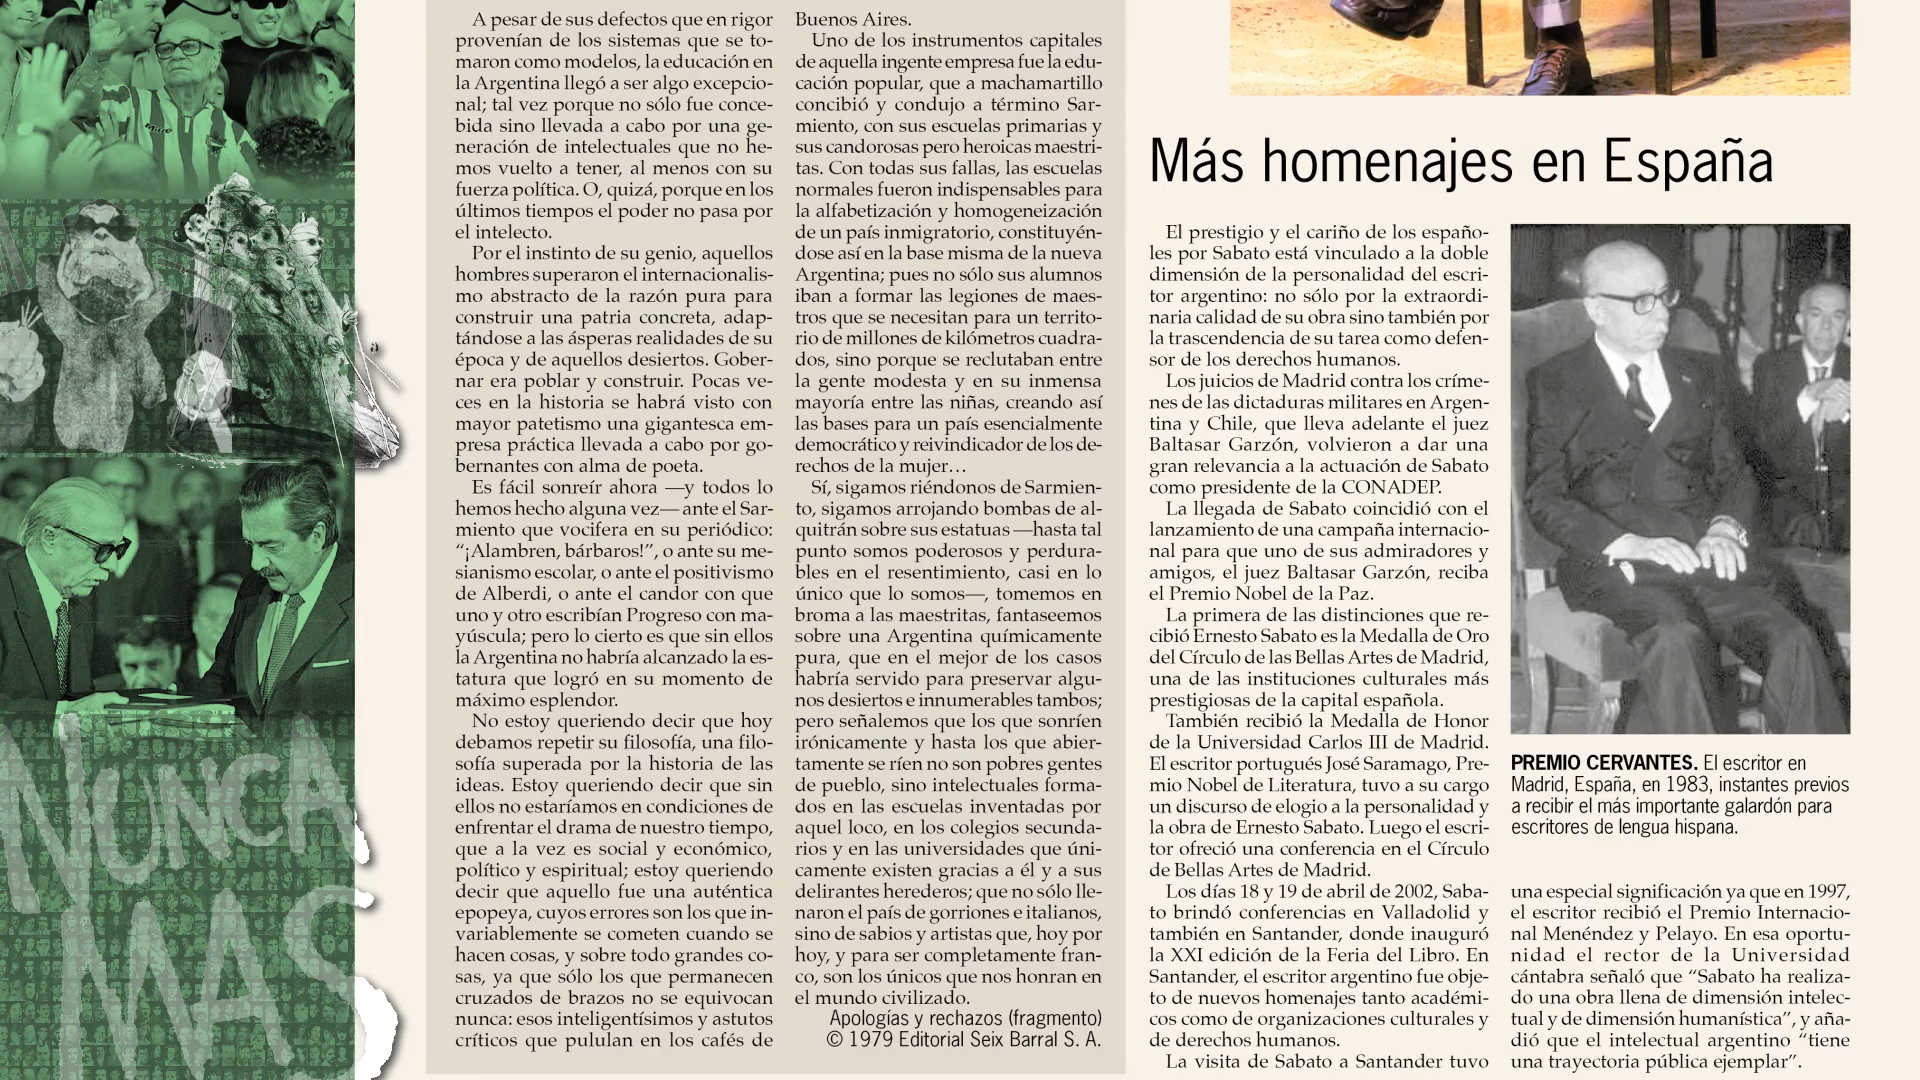 A pesar de sus defectos que en rigor
provenían de los sistemas que se to-
maron como modelos, la educación en
la Argentina llegó a ser algo excepcio-
nal; tal vez porque no sólo fue conce-
bida sino llevada a cabo por una ge-
neración de intelectuales que no he-
mos vuelto a tener, al menos con su
fuerza política. O, quizá, porque en los
últimos tiempos el poder no pasa por
el intelecto.
Por el instinto de su genio, aquellos
hombres superaron el internacionalis-
mo abstracto de la razón pura para
construir una patria concreta, adap-
tándose a las ásperas realidades de su
época y de aquellos desiertos. Gober-
nar era poblar y construir. Pocas ve-
ces en la historia se habrá visto con
mayor patetismo una gigantesca em-
presa práctica llevada a cabo por go-
bernantes con alma de poeta.
Es fácil sonreír ahora —y todos lo
hemos hecho alguna vez— ante el Sar-
miento que vocifera en su periódico:
“¡Alambren, bárbaros!”, o ante su me-
sianismo escolar, o ante el positivismo
de Alberdi, o ante el candor con que
uno y otro escribían Progreso con ma-
yúscula; pero lo cierto es que sin ellos
la Argentina no habría alcanzado la es-
tatura que logró en su momento de
máximo esplendor.
No estoy queriendo decir que hoy
debamos repetir su filosofía, una filo-
sofía superada por la historia de las
ideas. Estoy queriendo decir que sin
ellos no estaríamos en condiciones de
enfrentar el drama de nuestro tiempo,
que a la vez es social y económico,
político y espiritual; estoy queriendo
decir que aquello fue una auténtica
epopeya, cuyos errores son los que in-
variablemente se cometen cuando se
hacen cosas, y sobre todo grandes co-
sas, ya que sólo los que permanecen
cruzados de brazos no se equivocan
nunca: esos inteligentísimos y astutos
críticos que pululan en los cafés de
Buenos Aires.
Uno de los instrumentos capitales
de aquella ingente empresa fue la edu-
cación popular, que a machamartillo
concibió y condujo a término Sar-
miento, con sus escuelas primarias y
sus candorosas pero heroicas maestri-
tas. Con todas sus fallas, las escuelas
normales fueron indispensables para
la alfabetización y homogeneización
de un país inmigratorio, constituyén-
dose así en la base misma de la nueva
Argentina; pues no sólo sus alumnos
iban a formar las legiones de maes-
tros que se necesitan para un territo-
rio de millones de kilómetros cuadra-
dos, sino porque se reclutaban entre
la gente modesta y en su inmensa
mayoría entre las niñas, creando así
las bases para un país esencialmente
democrático y reivindicador de los de-
rechos de la mujer…
Sí, sigamos riéndonos de Sarmien-
to, sigamos arrojando bombas de al-
quitrán sobre sus estatuas —hasta tal
punto somos poderosos y perdura-
bles en el resentimiento, casi en lo
único que lo somos—, tomemos en
broma a las maestritas, fantaseemos
sobre una Argentina químicamente
pura, que en el mejor de los casos
habría servido para preservar algu-
nos desiertos e innumerables tambos;
pero señalemos que los que sonríen
irónicamente y hasta los que abier-
tamente se ríen no son pobres gentes
de pueblo, sino intelectuales forma-
dos en las escuelas inventadas por
aquel loco, en los colegios secunda-
rios y en las universidades que úni-
camente existen gracias a él y a sus
delirantes herederos; que no sólo lle-
naron el país de gorriones e italianos,
sino de sabios y artistas que, hoy por
hoy, y para ser completamente fran-
co, son los únicos que nos honran en
el mundo civilizado.
Apologías y rechazos (fragmento)
© 1979 Editorial Seix Barral S. A.
Más homenajes en España
El prestigio y el cariño de los españo-
les por Sabato está vinculado a la doble
dimensión de la personalidad del escri-
tor argentino: no sólo por la extraordi-
naria calidad de su obra sino también por
la trascendencia de su tarea como defen-
sor de los derechos humanos.
Los juicios de Madrid contra los críme-
nes de las dictaduras militares en Argen-
tina y Chile, que lleva adelante el juez
Baltasar Garzón, volvieron a dar una
gran relevancia a la actuación de Sabato
como presidente de la CONADEP.
La llegada de Sabato coincidió con el
lanzamiento de una campaña internacio-
nal para que uno de sus admiradores y
amigos, el juez Baltasar Garzón, reciba
el Premio Nobel de la Paz.
La primera de las distinciones que re-
cibió Ernesto Sabato es la Medalla de Oro
del Círculo de las Bellas Artes de Madrid,
una de las instituciones culturales más
prestigiosas de la capital española.
También recibió la Medalla de Honor
de la Universidad Carlos III de Madrid.
El escritor portugués José Saramago, Pre-
mio Nobel de Literatura, tuvo a su cargo
un discurso de elogio a la personalidad y
la obra de Ernesto Sabato. Luego el escri-
tor ofreció una conferencia en el Círculo
de Bellas Artes de Madrid.
Los días 18 y 19 de abril de 2002, Saba-
to brindó conferencias en Valladolid y
también en Santander, donde inauguró
la XXI edición de la Feria del Libro. En
Santander, el escritor argentino fue obje-
to de nuevos homenajes tanto académi-
cos como de organizaciones culturales y
de derechos humanos.
La visita de Sabato a Santander tuvo
PREMIO CERVANTES. El escritor en
Madrid, España, en 1983, instantes previos
a recibir el más importante galardón para
escritores de lengua hispana.
una especial significación ya que en 1997,
el escritor recibió el Premio Internacio-
nal Menéndez y Pelayo. En esa oportu-
nidad el rector de la Universidad
cántabra señaló que “Sabato ha realiza-
do una obra llena de dimensión intelec-
tual y de dimensión humanística”, y aña-
dió que el intelectual argentino “tiene
una trayectoria pública ejemplar”.
NUNCA
MAS